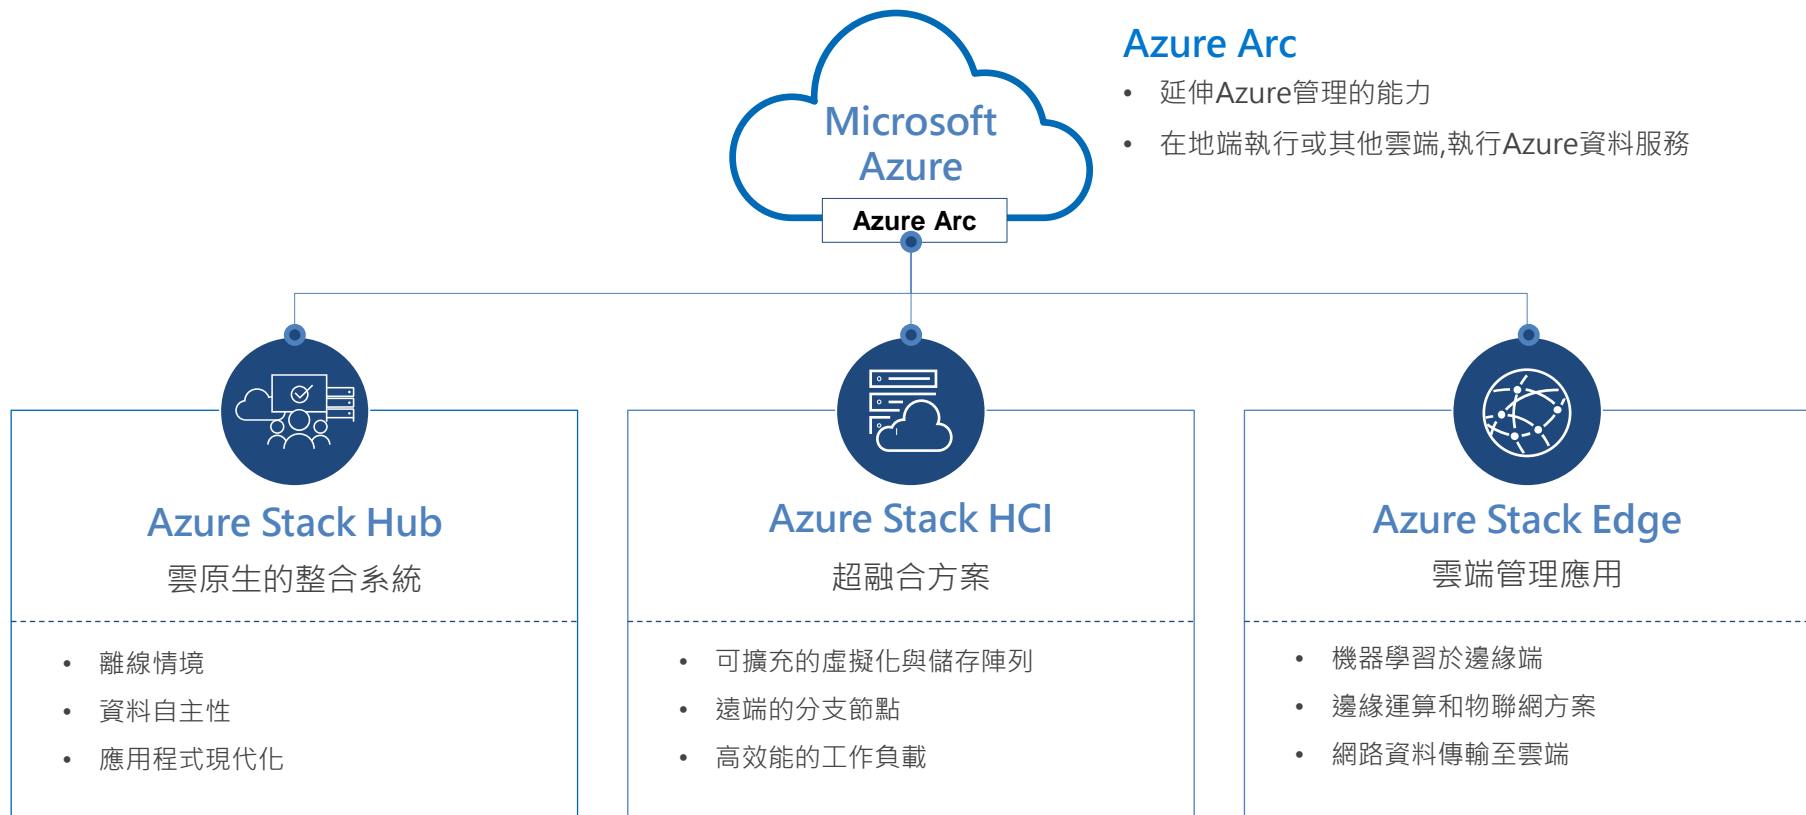 Azure Arc
• 延伸Azure管理的能力
• 在地端執行或其他雲端,執行Azure資料服務
Microsoft
Azure
Azure Arc
Azure Stack Hub
雲原生的整合系統
• 離線情境
• 資料自主性
• 應用程式現代化
Azure Stack HCI
超融合方案
• 可擴充的虛擬化與儲存陣列
• 遠端的分支節點
• 高效能的工作負載
Azure Stack Edge
雲端管理應用
• 機器學習於邊緣端
• 邊緣運算和物聯網方案
• 網路資料傳輸至雲端